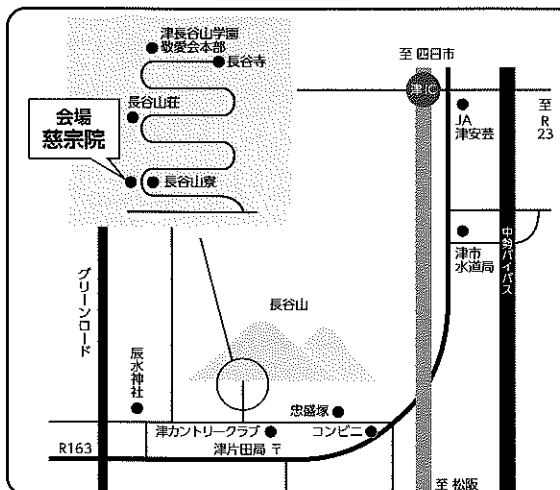 津長谷山学園
敬愛会本部
長谷寺
長谷山荘
会場
慈宗院
長谷山寮
至 四日市
津IC
JA
津安芸
至
R
23
津市
水道局
中勢バイパス
グリーンロード
長谷山
辰水神社
忠盛塚
津カントリークラブ
コンビニ
R163
津片田局 〒
至 松阪